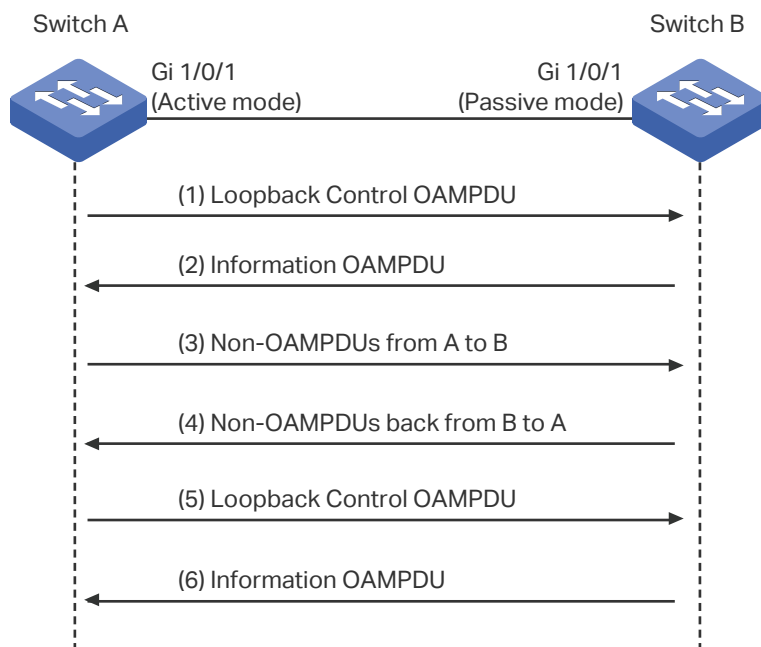 Switch A
Switch B
Gi 1/0/1
(Active mode)
Gi 1/0/1
(Passive mode)
(1) Loopback Control OAMPDU
(2) Information OAMPDU
(3) Non-OAMPDUs from A to B
(4) Non-OAMPDUs back from B to A
(5) Loopback Control OAMPDU
(6) Information OAMPDU